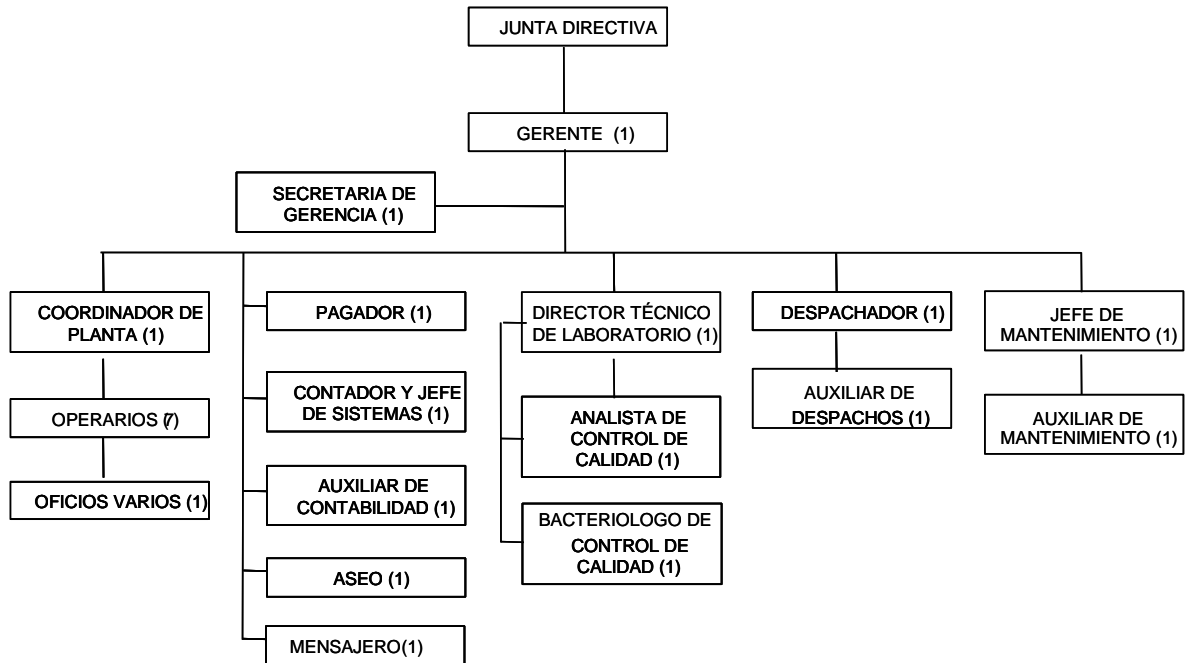 JUNTA DIRECTIVA
GERENTE (1)
SECRETARIA DE
GERENCIA (1)
COORDINADOR DE
PLANTA (1)
OPERARIOS (7)
OFICIOS VARIOS (1)
PAGADOR (1)
CONTADOR Y JEFE
DE SISTEMAS (1)
AUXILIAR DE
CONTABILIDAD (1)
ASEO (1)
MENSAJERO(1)
DIRECTOR TÉCNICO
DE LABORATORIO (1)
ANALISTA DE
CONTROL DE
CALIDAD (1)
BACTERIOLOGO DE
CONTROL DE
CALIDAD (1)
DESPACHADOR (1)
AUXILIAR DE
DESPACHOS (1)
JEFE DE
MANTENIMIENTO (1)
AUXILIAR DE
MANTENIMIENTO (1)